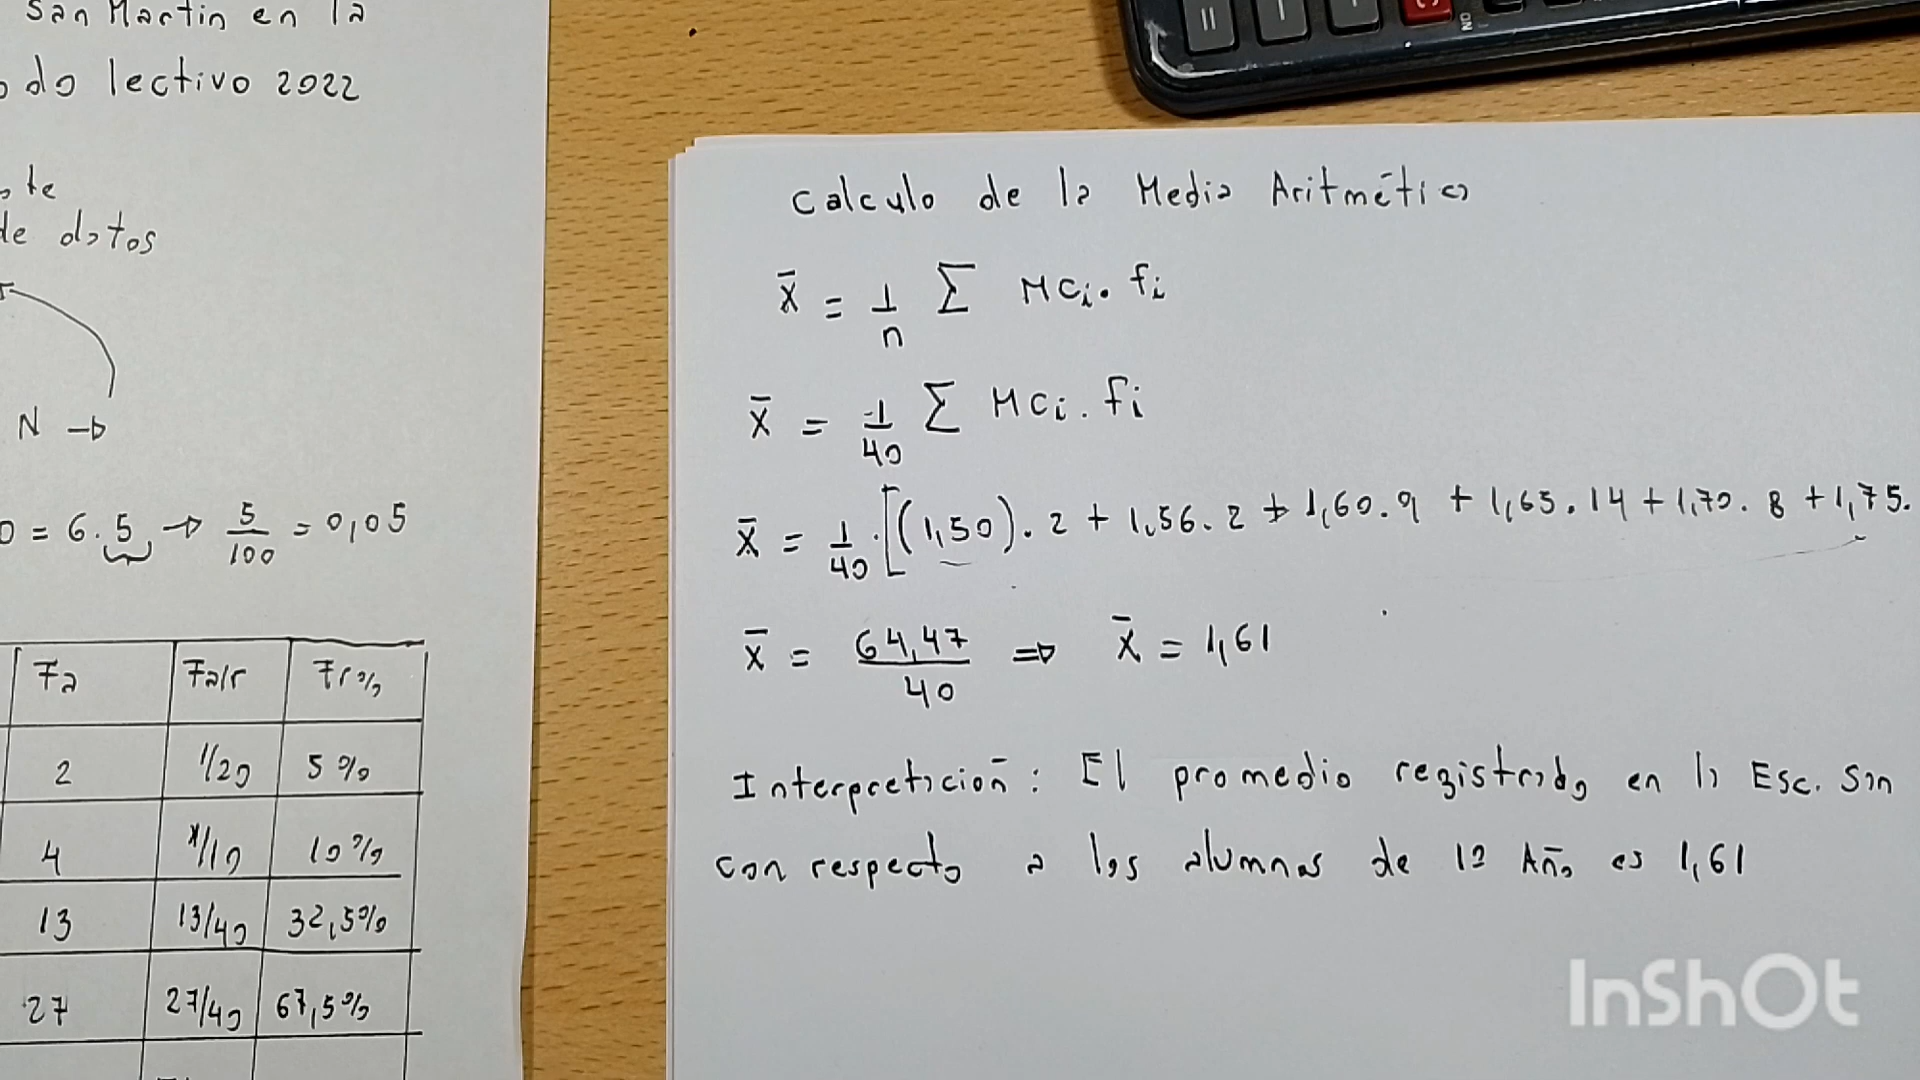 San Martin en la
do lectivo 2022
de datos
N →
0 = 6.5 → 5/100 = 0,05
Fa Fa/r Fr%
2 1/20 5%
4 1/10 10%
13 13/40 32,5%
27 27/40 67,5%
Calculo de la Media Aritmética
x̄ = 1/n Σ Mci. fi
x̄ = 1/40 Σ Mci. fi
x̄ = 1/40 . [(1,50).2 + 1,56.2 + 1,60.9 + 1,65.14 + 1,70.8 + 1,75.
x̄ = 64,47/40 ⇒ x̄ = 1,61
Interpretación: El promedio registrado en la Esc. San
con respecto a los alumnos de 1º Año es 1,61
InShOt